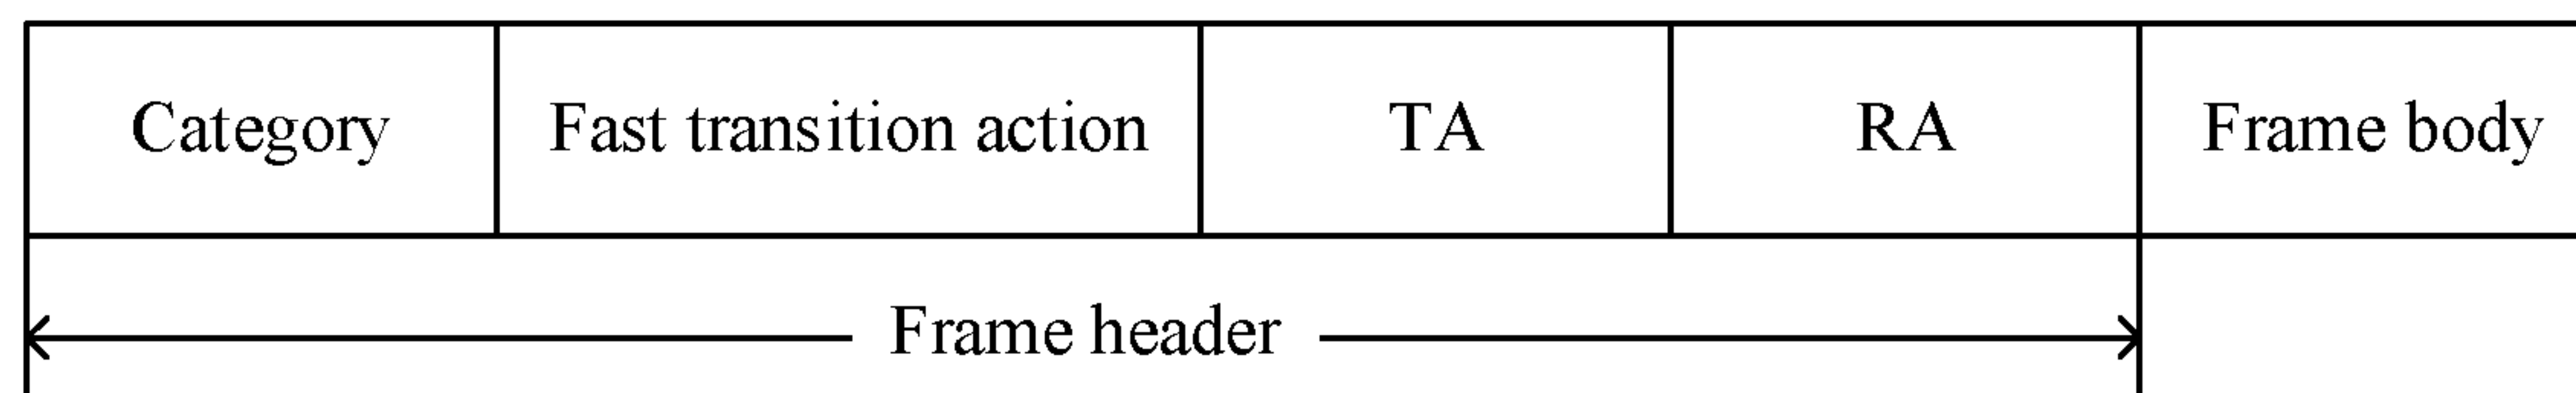 Category Fast transition action TA RA Frame body
Frame header